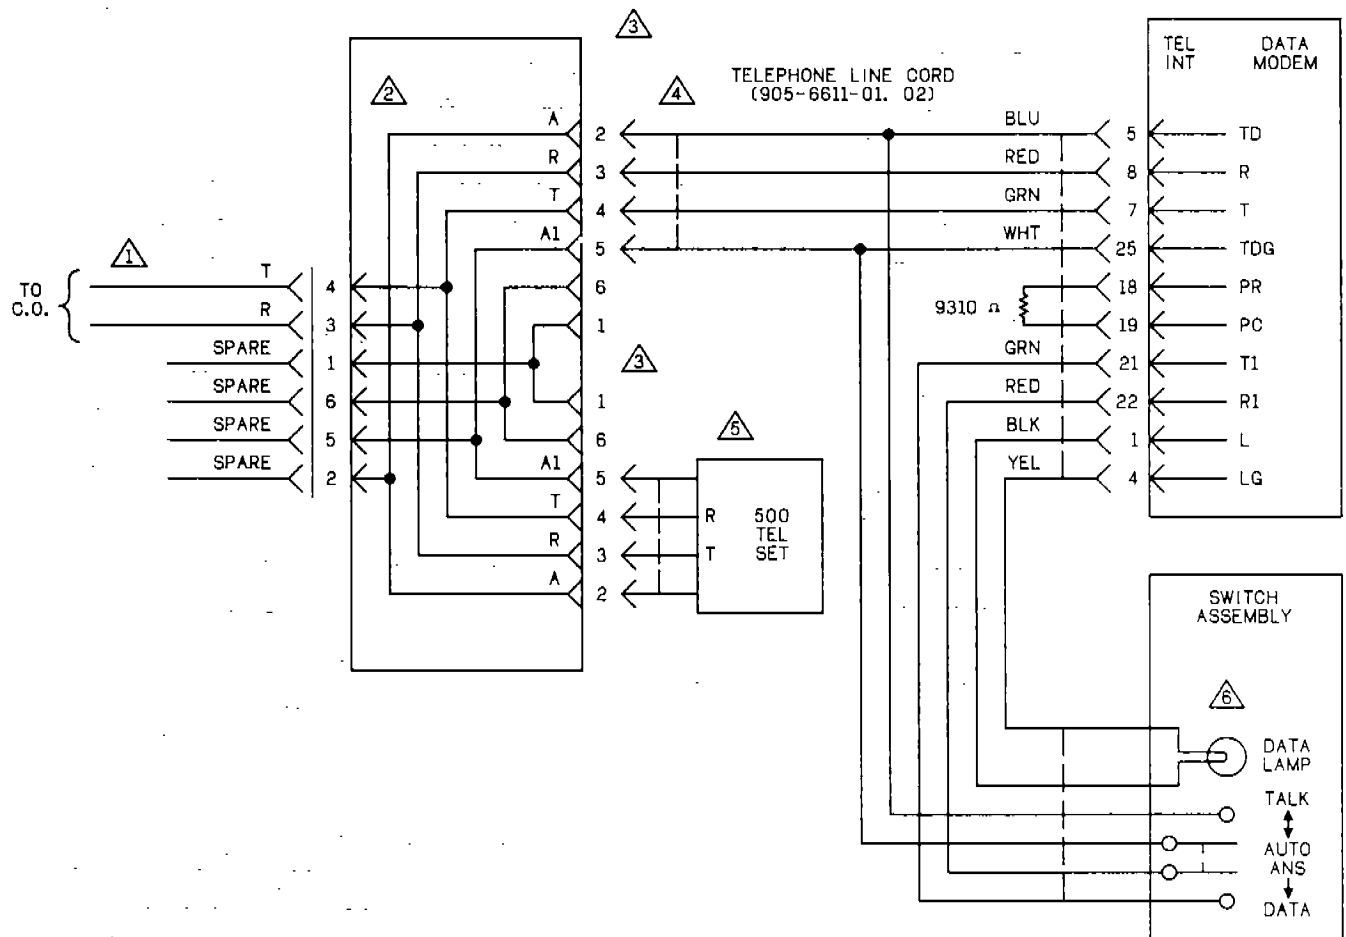 3
TEL INT
DATA MODEM
2
4
TELEPHONE LINE CORD
(905-6611-01. 02)
A 2 BLU 5 TD
R 3 RED 8 R
T 4 GRN 7 T
A1 5 WHT 25 TDG
1
TO C.O.
T 4 6 18 PR
9310 Ω
R 3 1 19 PC
SPARE 1 3 GRN 21 T1
SPARE 6 1 RED 22 R1
SPARE 5 6 5 BLK 1 L
SPARE 2 A1 5 YEL 4 LG
T 4 R
R 3 T
A 2
500 TEL SET
SWITCH ASSEMBLY
6
DATA LAMP
TALK
AUTO ANS
DATA